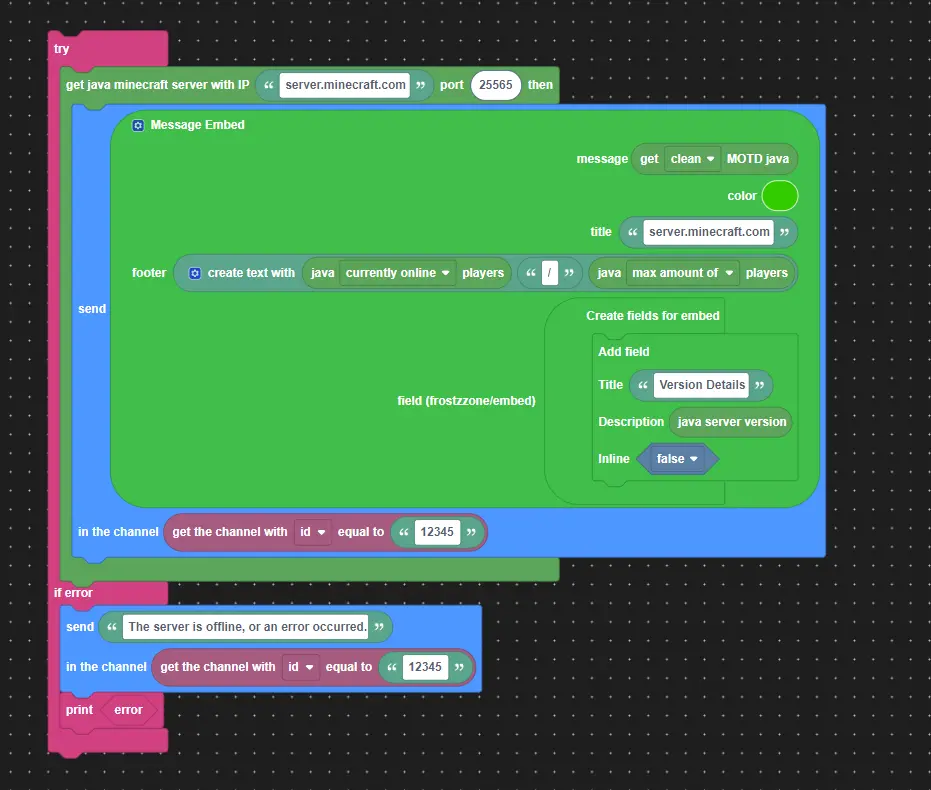 try
get java minecraft server with IP “ server.minecraft.com ” port 25565 then
Message Embed
message get clean MOTD java
color
title “ server.minecraft.com ”
footer create text with java currently online players “ / ” java max amount of players
send
Create fields for embed
Add field
Title “ Version Details ”
field (frostzzone/embed)
Description java server version
Inline false
in the channel get the channel with id equal to “ 12345 ”
if error
send “ The server is offline, or an error occurred. ”
in the channel get the channel with id equal to “ 12345 ”
print error